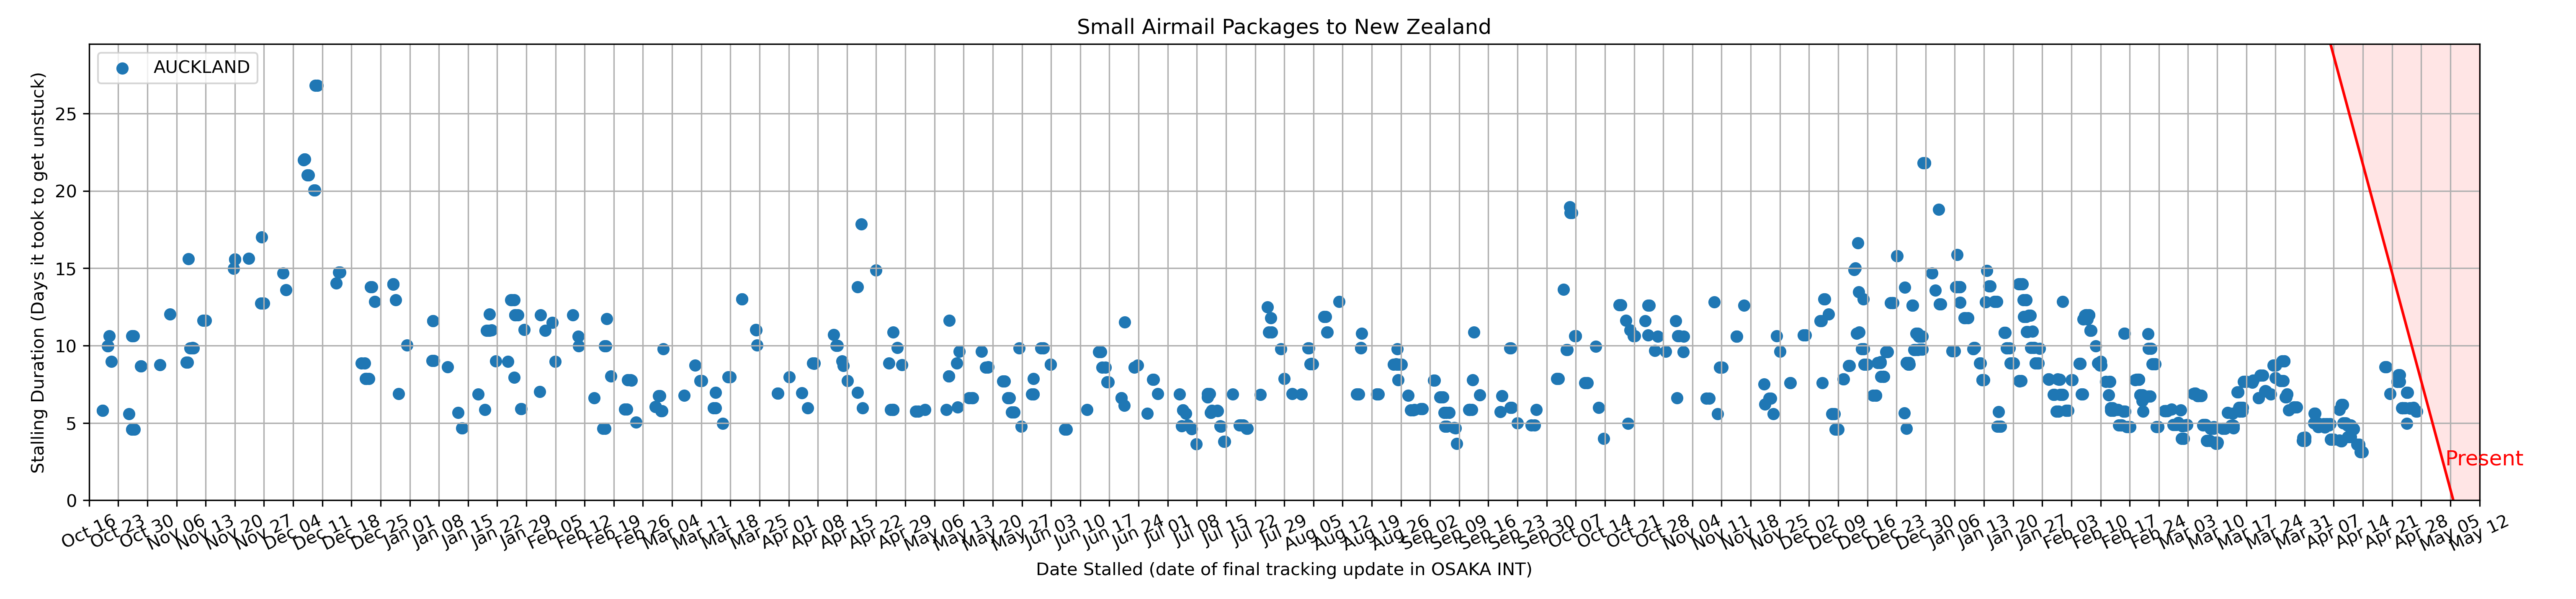 Small Airmail Packages to New Zealand
AUCKLAND
Stalling Duration (Days it took to get unstuck)
25
20
15
10
5
0
Present
Oct 16
Oct 23
Oct 30
Nov 06
Nov 13
Nov 20
Nov 27
Dec 04
Dec 11
Dec 18
Dec 25
Jan 01
Jan 08
Jan 15
Jan 22
Jan 29
Feb 05
Feb 12
Feb 19
Feb 26
Mar 04
Mar 11
Mar 18
Mar 25
Apr 01
Apr 08
Apr 15
Apr 22
Apr 29
May 06
May 13
May 20
May 27
Jun 03
Jun 10
Jun 17
Jun 24
Jul 01
Jul 08
Jul 15
Jul 22
Jul 29
Aug 05
Aug 12
Aug 19
Aug 26
Sep 02
Sep 09
Sep 16
Sep 23
Sep 30
Oct 07
Oct 14
Oct 21
Oct 28
Nov 04
Nov 11
Nov 18
Nov 25
Dec 02
Dec 09
Dec 16
Dec 23
Dec 30
Jan 06
Jan 13
Jan 20
Jan 27
Feb 03
Feb 10
Feb 17
Feb 24
Mar 03
Mar 10
Mar 17
Mar 24
Mar 31
Apr 07
Apr 14
Apr 21
Apr 28
May 05
May 12
Date Stalled (date of final tracking update in OSAKA INT)